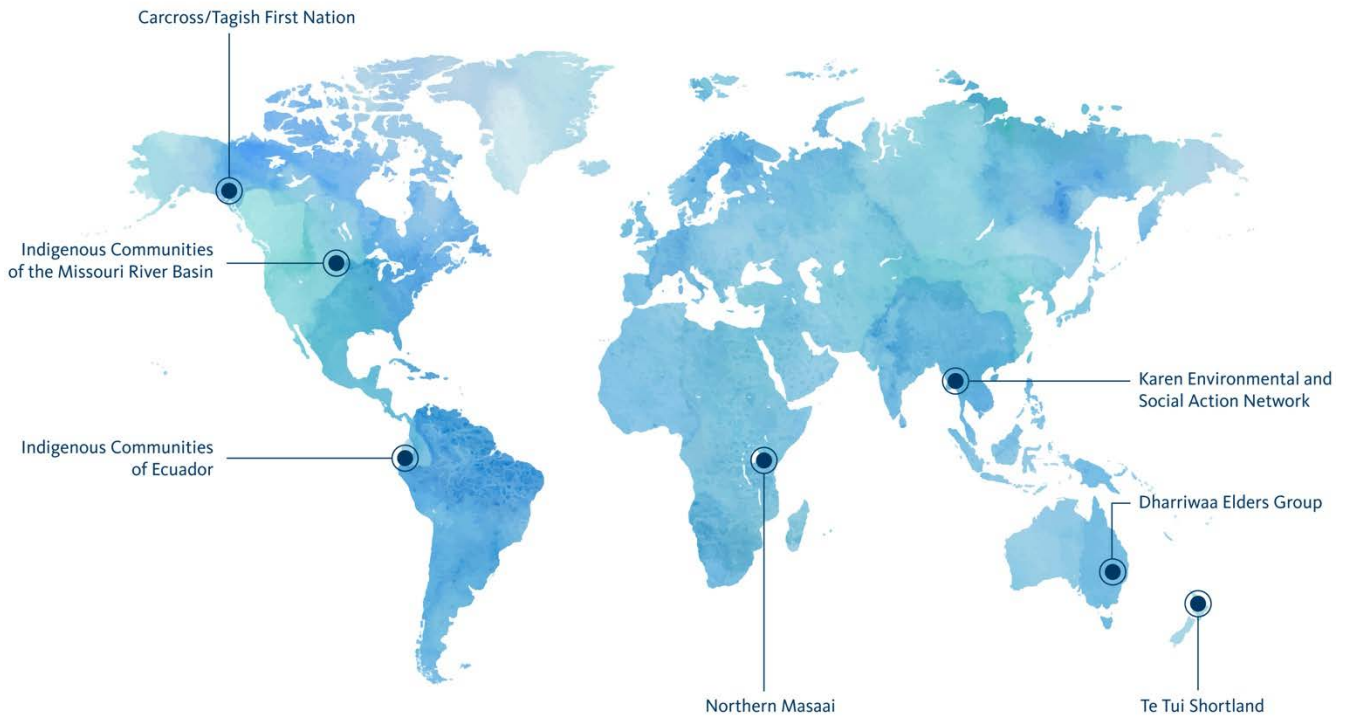 Carcross/Tagish First Nation
Indigenous Communities
of the Missouri River Basin
Karen Environmental and
Social Action Network
Indigenous Communities
of Ecuador
Dharriwaa Elders Group
Northern Masaai
Te Tui Shortland